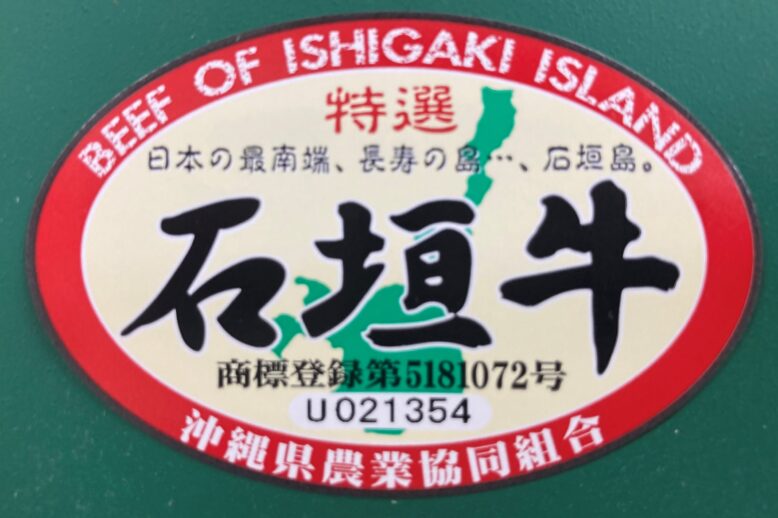 BEEF OF ISHIGAKI ISLAND
特選
日本の最南端、長寿の島…、石垣島。
石垣牛
商標登録第5181072号
U021354
沖縄県農業協同組合